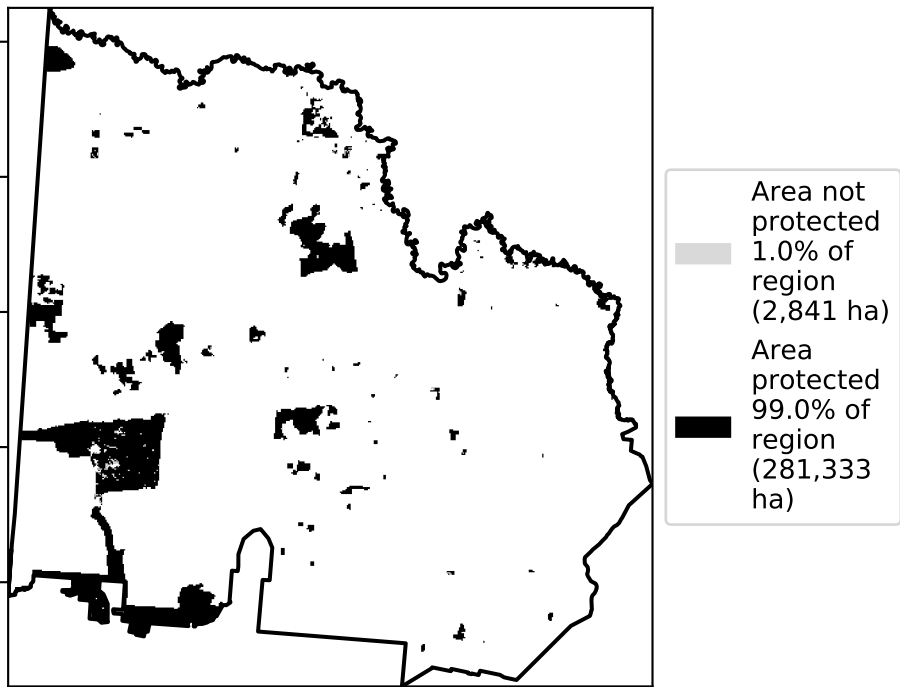 Area not
protected
1.0% of
region
(2,841 ha)
Area
protected
99.0% of
region
(281,333
ha)